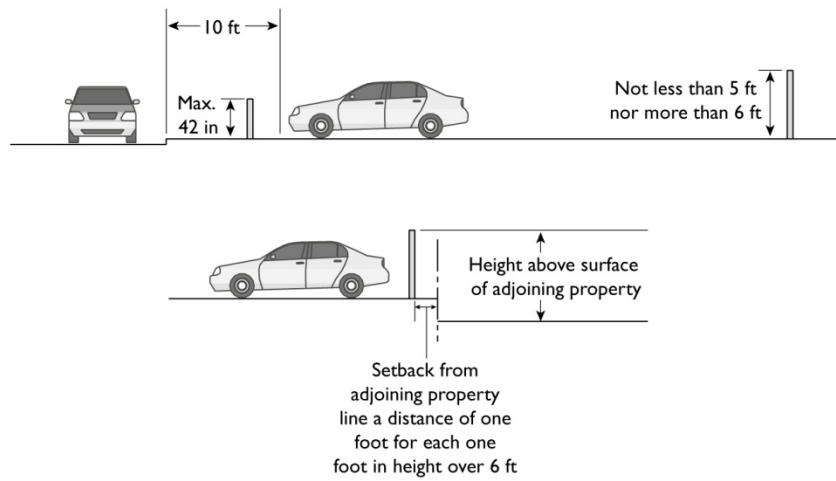 10 ft
Max.
42 in
Not less than 5 ft
nor more than 6 ft
Height above surface
of adjoining property
Setback from
adjoining property
line a distance of one
foot for each one
foot in height over 6 ft